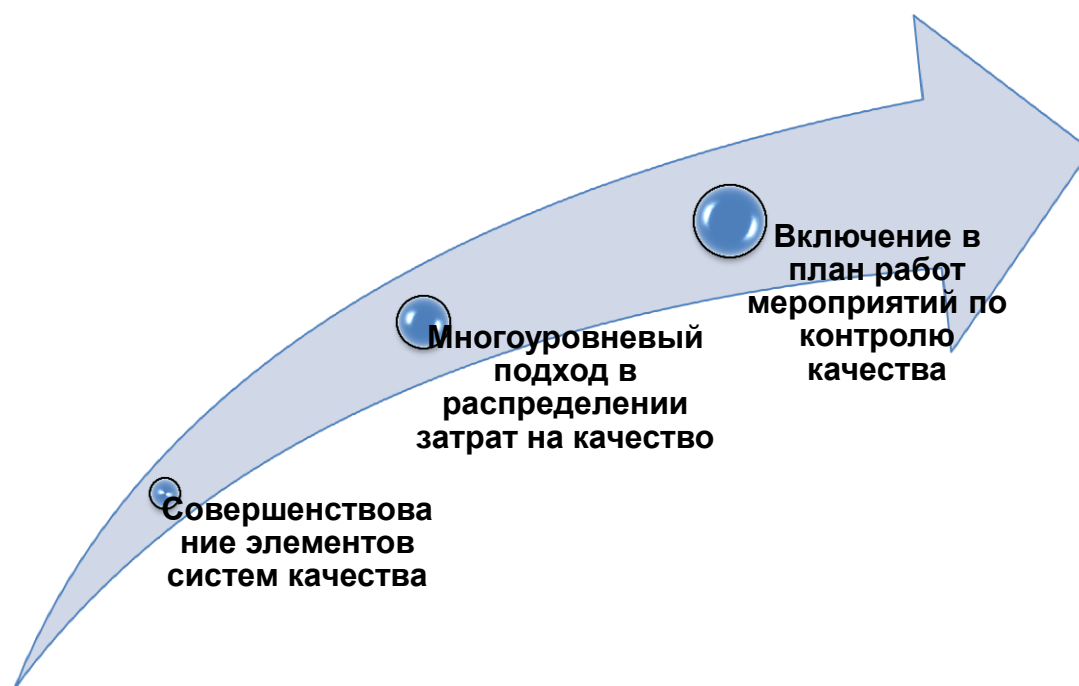 Включение в
план работ
мероприятий по
контролю
качества
Многоуровневый
подход в
распределении
затрат на качество
Совершенствова
ние элементов
систем качества